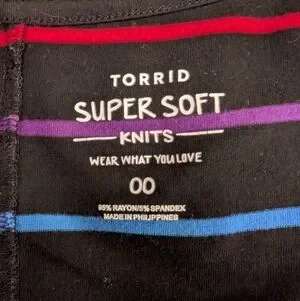 TORRID
SUPER SOFT
KNITS
WEAR WHAT YOU LOVE
00
95% RAYON/5% SPANDEX
MADE IN PHILIPPINES